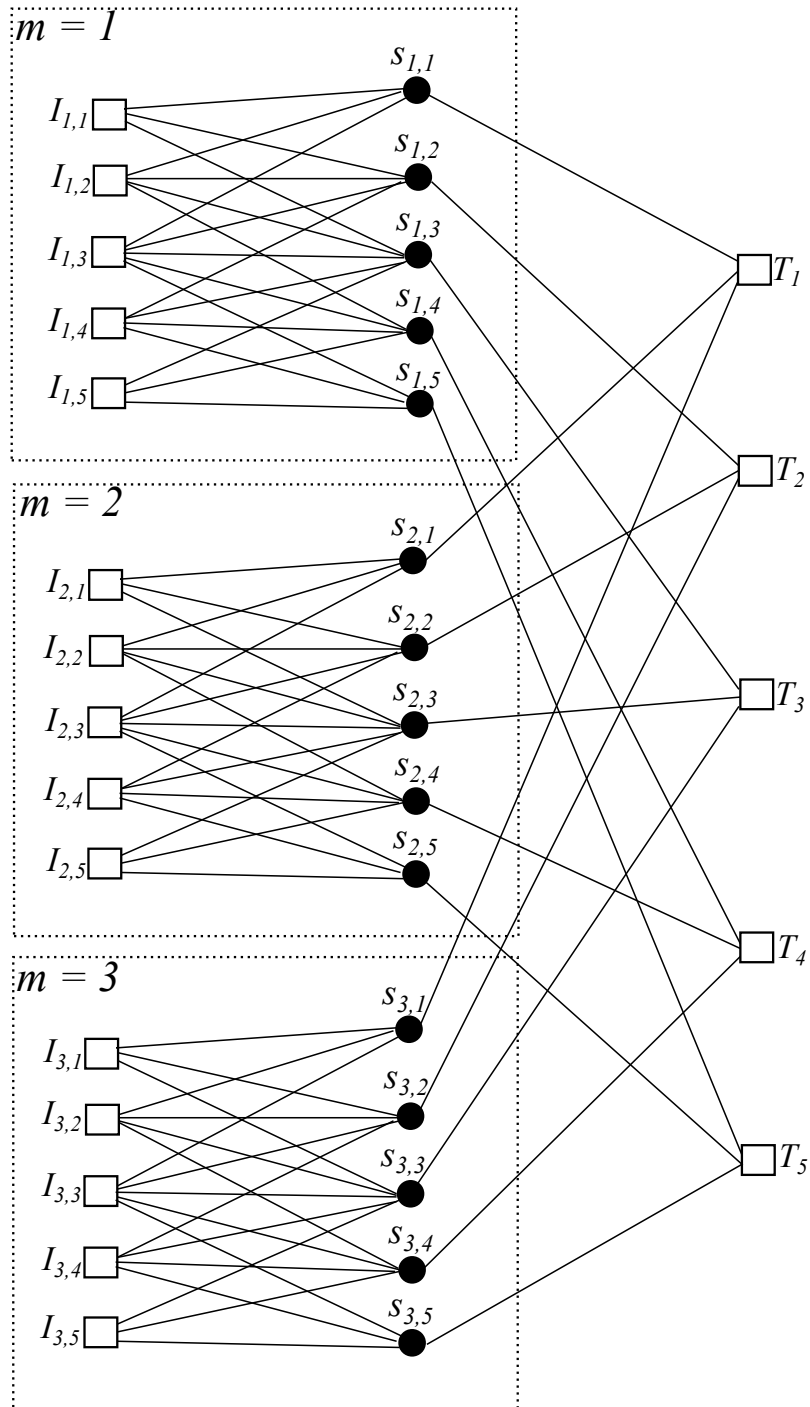 m = 1
s1,1
I1,1
s1,2
I1,2
s1,3
I1,3
T1
s1,4
I1,4
s1,5
I1,5
T2
m = 2
s2,1
I2,1
s2,2
I2,2
s2,3
T3
I2,3
s2,4
I2,4
s2,5
I2,5
T4
m = 3
s3,1
I3,1
s3,2
I3,2
s3,3
T5
I3,3
s3,4
I3,4
s3,5
I3,5